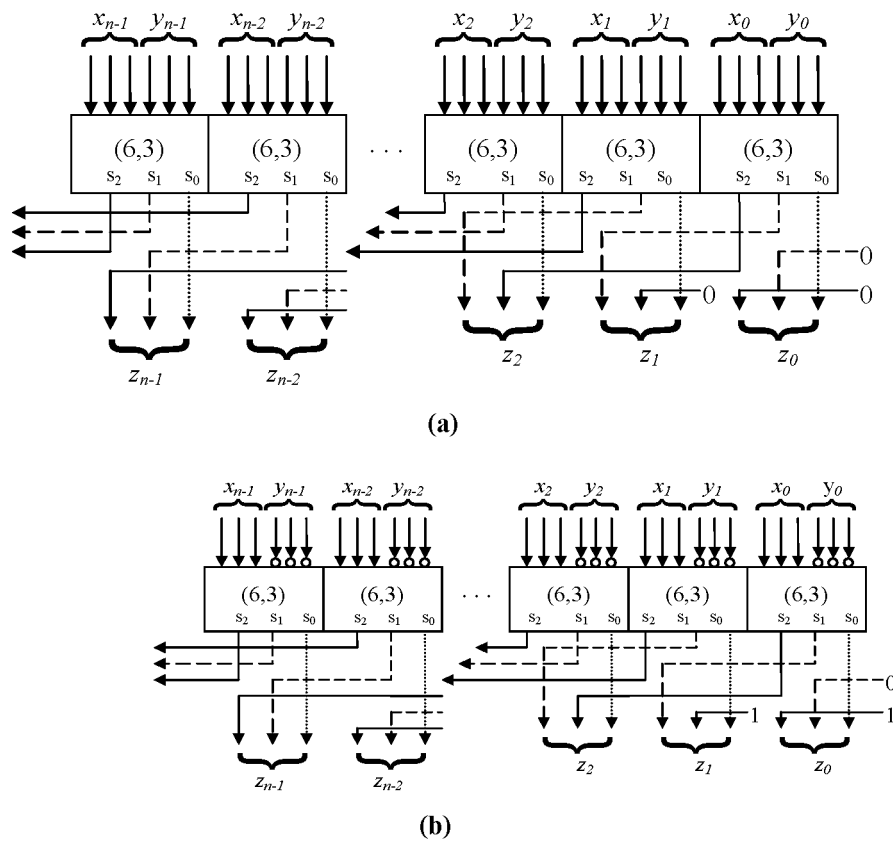 x_{n-1} y_{n-1} x_{n-2} y_{n-2} x_2 y_2 x_1 y_1 x_0 y_0
(6,3) (6,3) . . . (6,3) (6,3) (6,3)
s_2 s_1 s_0 s_2 s_1 s_0 s_2 s_1 s_0 s_2 s_1 s_0 s_2 s_1 s_0
0
0 0
z_2 z_1 z_0
z_{n-1} z_{n-2}
(a)
x_{n-1} y_{n-1} x_{n-2} y_{n-2} x_2 y_2 x_1 y_1 x_0 y_0
(6,3) (6,3) . . . (6,3) (6,3) (6,3)
s_2 s_1 s_0 s_2 s_1 s_0 s_2 s_1 s_0 s_2 s_1 s_0 s_2 s_1 s_0
0
1 1
z_{n-1} z_{n-2} z_2 z_1 z_0
(b)